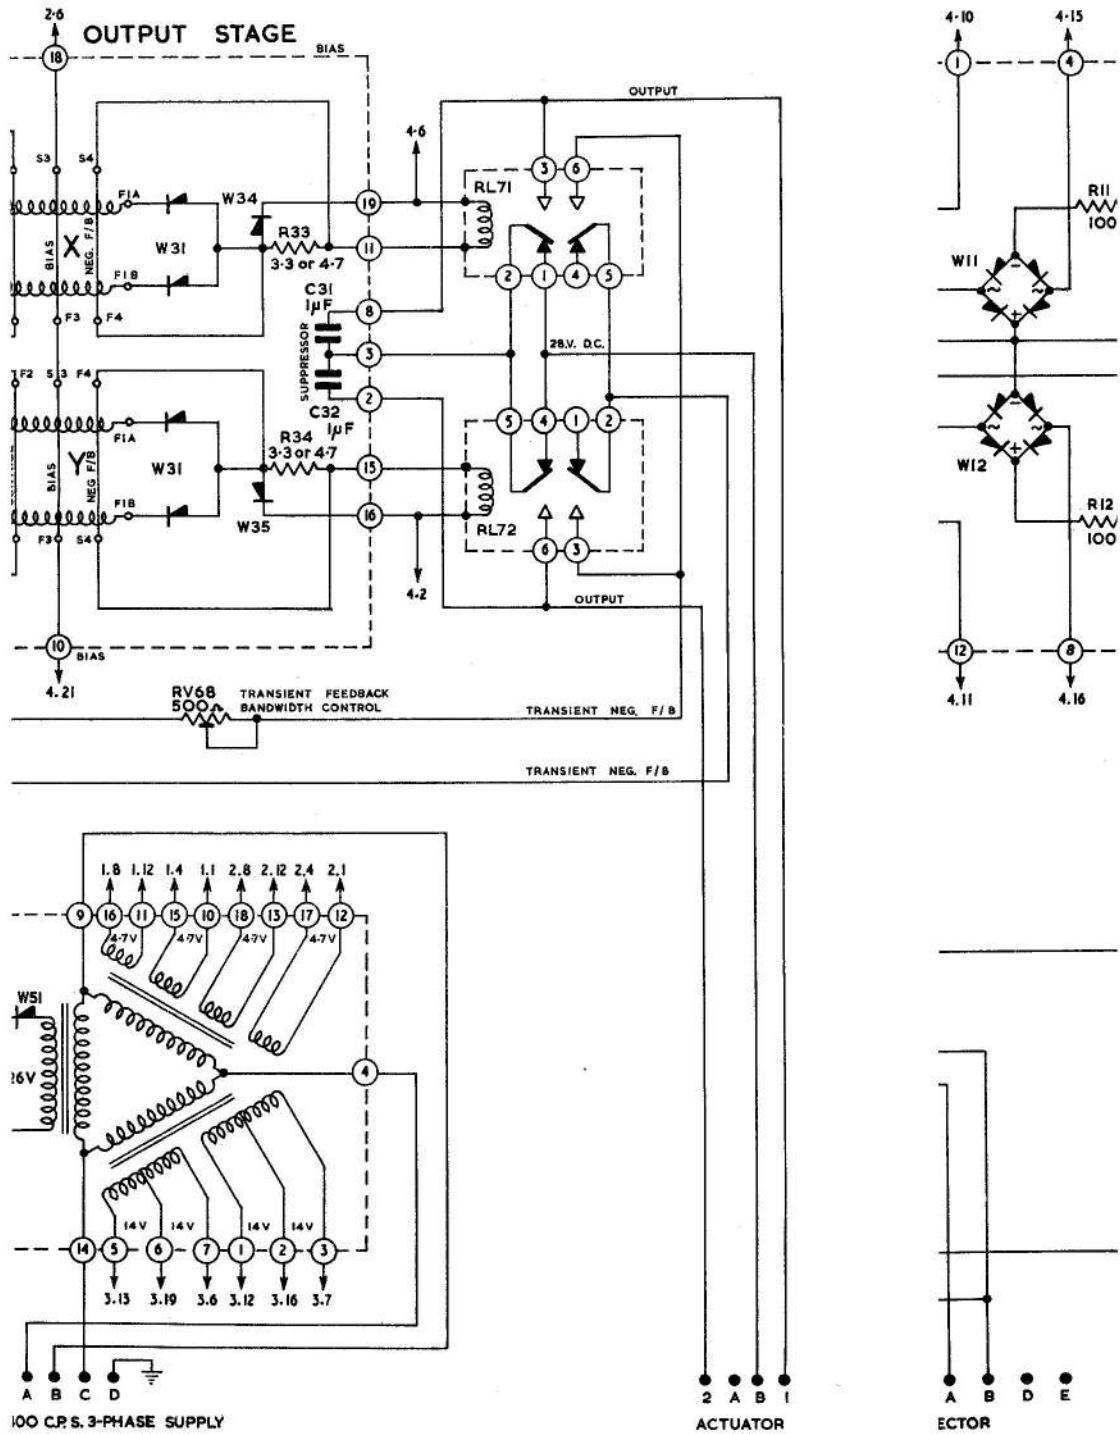 2·6
OUTPUT STAGE
BIAS
18
S3
S4
F1A
X
BIAS
NEG. F/B
W31
F1B
F3
F4
W34
R33
3·3 or 4·7
C31
1µF
SUPPRESSOR
C32
1µF
19
11
8
3
2
4·6
OUTPUT
RL71
3
6
2
1
4
5
28.V. D.C.
F2
S3
F4
F1A
Y
BIAS
NEG F/B
W31
F1B
F3
S4
R34
3·3 or 4·7
W35
15
16
5
4
1
2
RL72
6
3
4·2
OUTPUT
10
BIAS
4.21
RV68
500Ω
TRANSIENT FEEDBACK
BANDWIDTH CONTROL
TRANSIENT NEG. F/B
TRANSIENT NEG. F/B
1.8
1.12
1.4
1.1
2.8
2.12
2.4
2.1
9
16
11
15
10
18
13
17
12
4·7V
4·7V
4·7V
4·7V
W51
26V
4
14V
14V
14V
14V
14
5
6
7
1
2
3
3.13
3.19
3.6
3.12
3.16
3.7
A
B
C
D
400 C.P.S. 3-PHASE SUPPLY
2
A
B
1
ACTUATOR
4·10
4·15
1
4
R11
100
W11
~
-
~
+
~
-
~
+
W12
R12
100
12
8
4.11
4.16
A
B
D
E
ECTOR